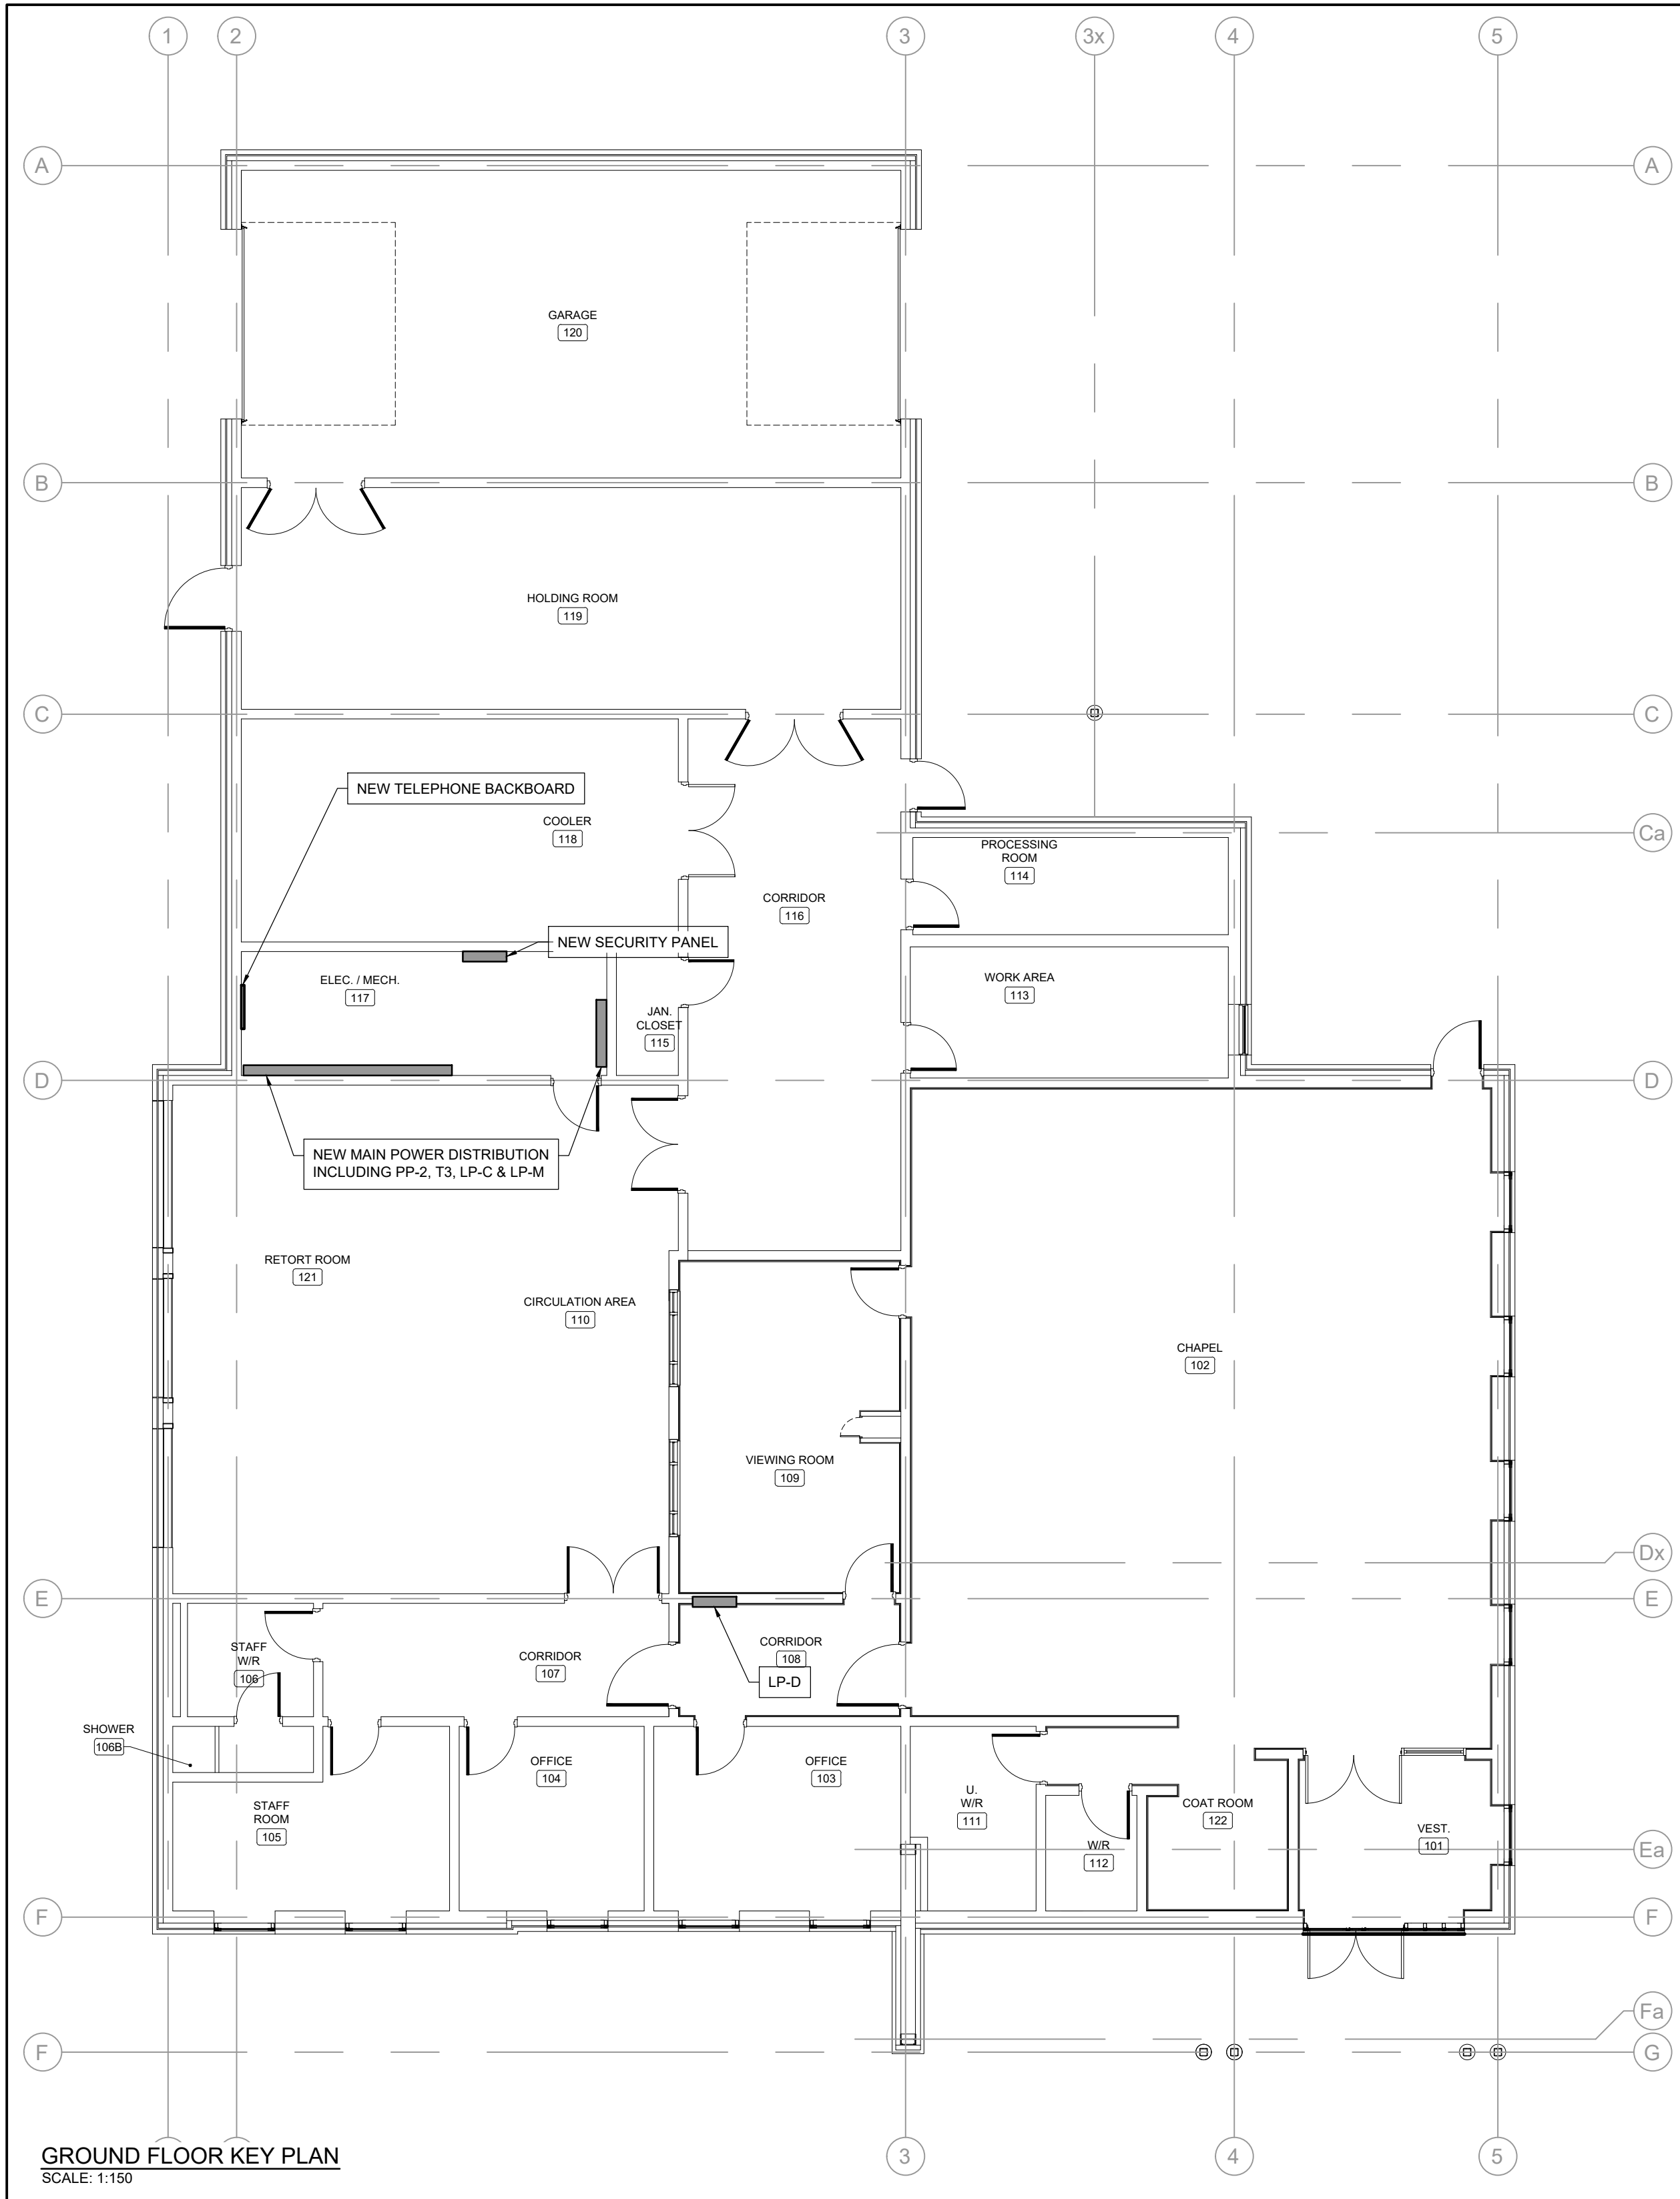 1
2
3
3x
4
5
A
A
GARAGE
120
B
B
HOLDING ROOM
119
C
C
NEW TELEPHONE BACKBOARD
COOLER
118
Ca
PROCESSING
ROOM
114
CORRIDOR
116
NEW SECURITY PANEL
ELEC. / MECH.
117
WORK AREA
113
JAN.
CLOSET
115
D
D
NEW MAIN POWER DISTRIBUTION
INCLUDING PP-2, T3, LP-C & LP-M
RETORT ROOM
121
CIRCULATION AREA
110
CHAPEL
102
VIEWING ROOM
109
Dx
E
E
STAFF
W/R
106
CORRIDOR
107
CORRIDOR
108
LP-D
SHOWER
106B
OFFICE
104
OFFICE
103
STAFF
ROOM
105
U.
W/R
111
COAT ROOM
122
VEST.
101
W/R
112
Ea
F
F
Fa
F
G
3
4
5
GROUND FLOOR KEY PLAN
SCALE: 1:150